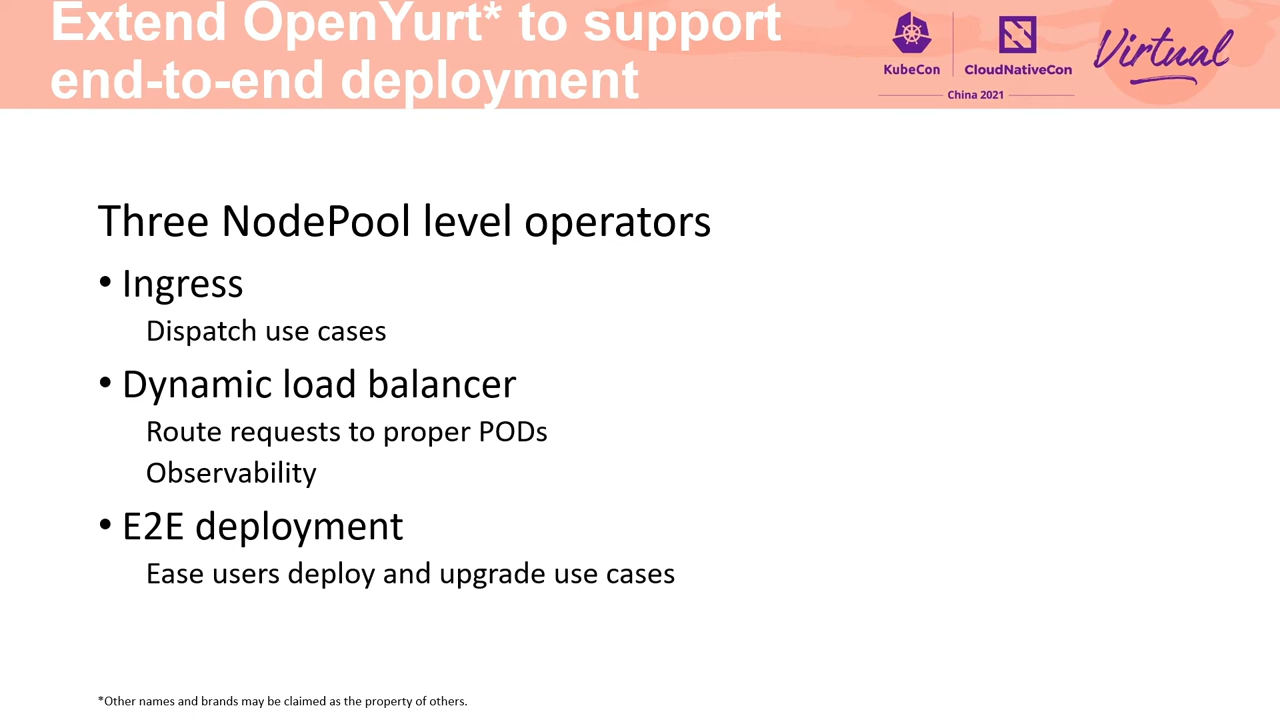 Extend OpenYurt* to support
end-to-end deployment
KubeCon
CloudNativeCon
China 2021
Virtual
Three NodePool level operators
• Ingress
Dispatch use cases
• Dynamic load balancer
Route requests to proper PODs
Observability
• E2E deployment
Ease users deploy and upgrade use cases
*Other names and brands may be claimed as the property of others.